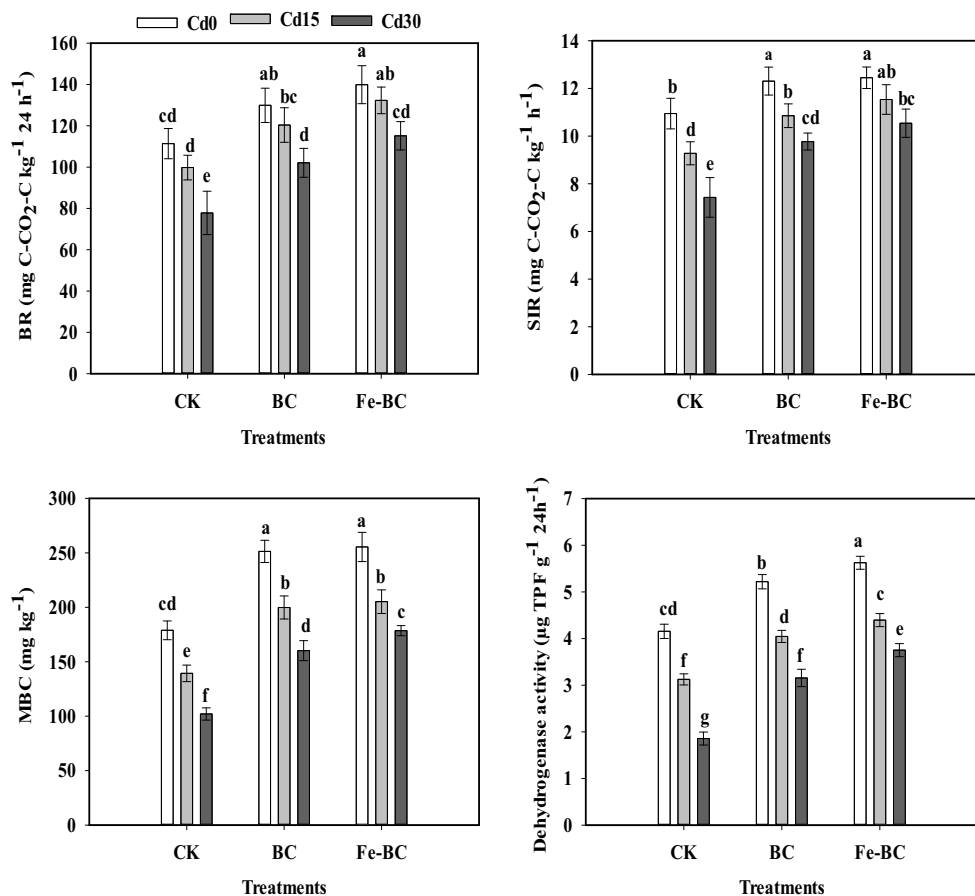 Cd0 Cd15 Cd30
BR (mg C-CO₂-C kg⁻¹ 24 h⁻¹)
160
140
120
100
80
60
40
20
0
cd
d
e
ab
bc
d
a
ab
cd
CK BC Fe-BC
Treatments
SIR (mg C-CO₂-C kg⁻¹ h⁻¹)
14
12
10
8
6
4
2
0
b
d
e
a
b
cd
a
ab
bc
CK BC Fe-BC
Treatments
MBC (mg kg⁻¹)
300
250
200
150
100
50
0
cd
e
f
a
b
d
a
b
c
CK BC Fe-BC
Treatments
Dehydrogenase activity (µg TPF g⁻¹ 24h⁻¹)
7
6
5
4
3
2
1
0
cd
f
g
b
d
f
a
c
e
CK BC Fe-BC
Treatments